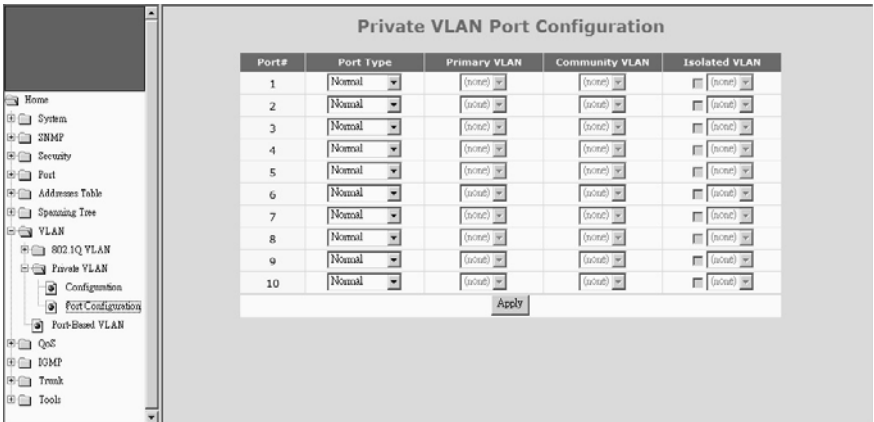 Private VLAN Port Configuration
Port# Port Type Primary VLAN Community VLAN Isolated VLAN
1 Normal (none) (none) (none)
2 Normal (none) (none) (none)
3 Normal (none) (none) (none)
4 Normal (none) (none) (none)
5 Normal (none) (none) (none)
6 Normal (none) (none) (none)
7 Normal (none) (none) (none)
8 Normal (none) (none) (none)
9 Normal (none) (none) (none)
10 Normal (none) (none) (none)
Apply
Home
System
SNMP
Security
Port
Addresses Table
Spanning Tree
VLAN
802.1Q VLAN
Private VLAN
Configuration
Port Configuration
Port-Based VLAN
QoS
IGMP
Trunk
Tools